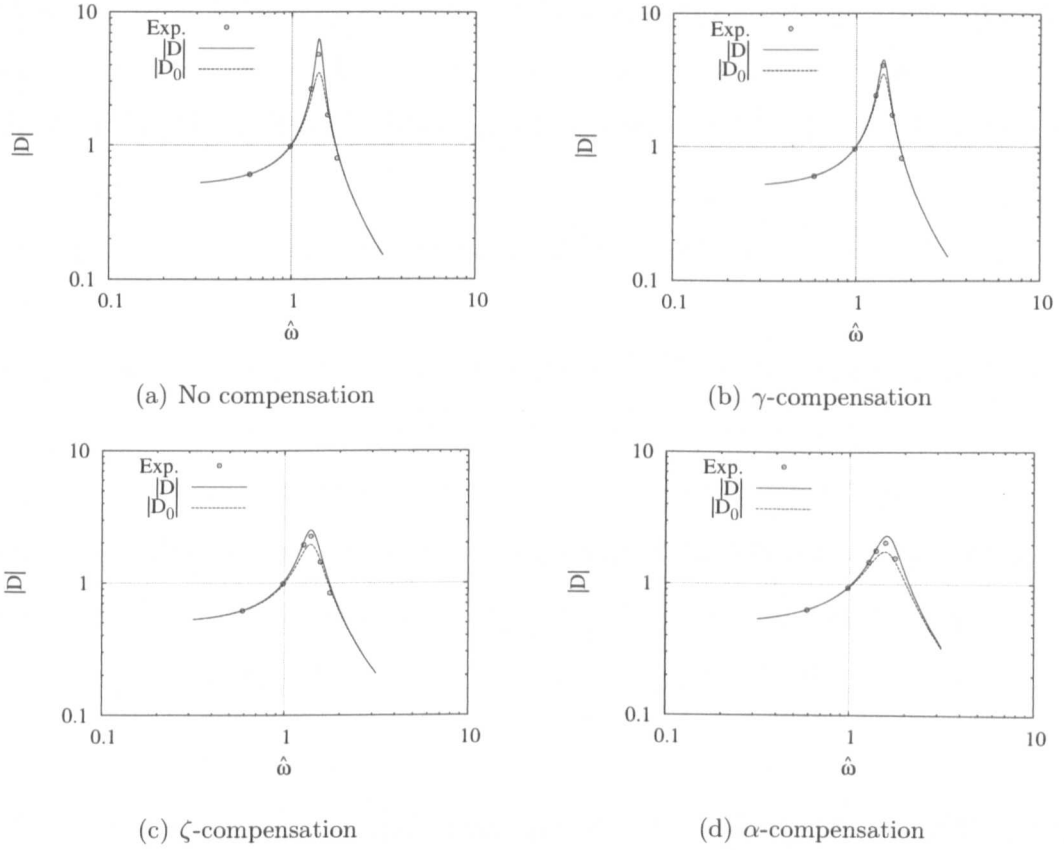 10
1
0.1
|D|
Exp.
|D|
|D₀|
0.1 1 10
ω̂
(a) No compensation
10
1
0.1
|D|
Exp.
|D|
|D₀|
0.1 1 10
ω̂
(b) γ-compensation
10
1
0.1
|D|
Exp.
|D|
|D₀|
0.1 1 10
ω̂
(c) ζ-compensation
10
1
0.1
|D|
Exp.
|D|
|D₀|
0.1 1 10
ω̂
(d) α-compensation